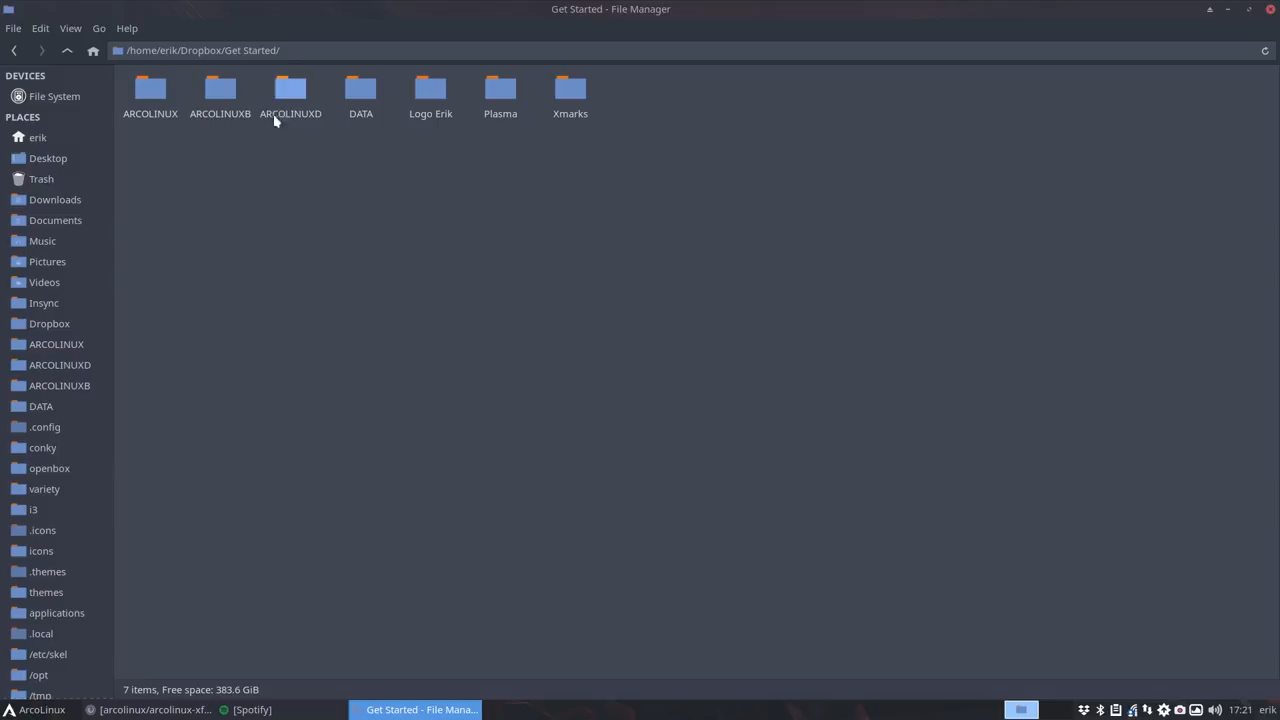 Get Started - File Manager
File Edit View Go Help
/home/erik/Dropbox/Get Started/
DEVICES
File System
PLACES
erik
Desktop
Trash
Downloads
Documents
Music
Pictures
Videos
Insync
Dropbox
ARCOLINUX
ARCOLINUXD
ARCOLINUXB
DATA
.config
conky
openbox
variety
i3
.icons
icons
.themes
themes
applications
.local
/etc/skel
/opt
/tmp
ARCOLINUX ARCOLINUXB ARCOLINUXD DATA Logo Erik Plasma Xmarks
7 items, Free space: 383.6 GiB
ArcoLinux [arcolinux/arcolinux-xf... [Spotify] Get Started - File Mana... 17:21 erik